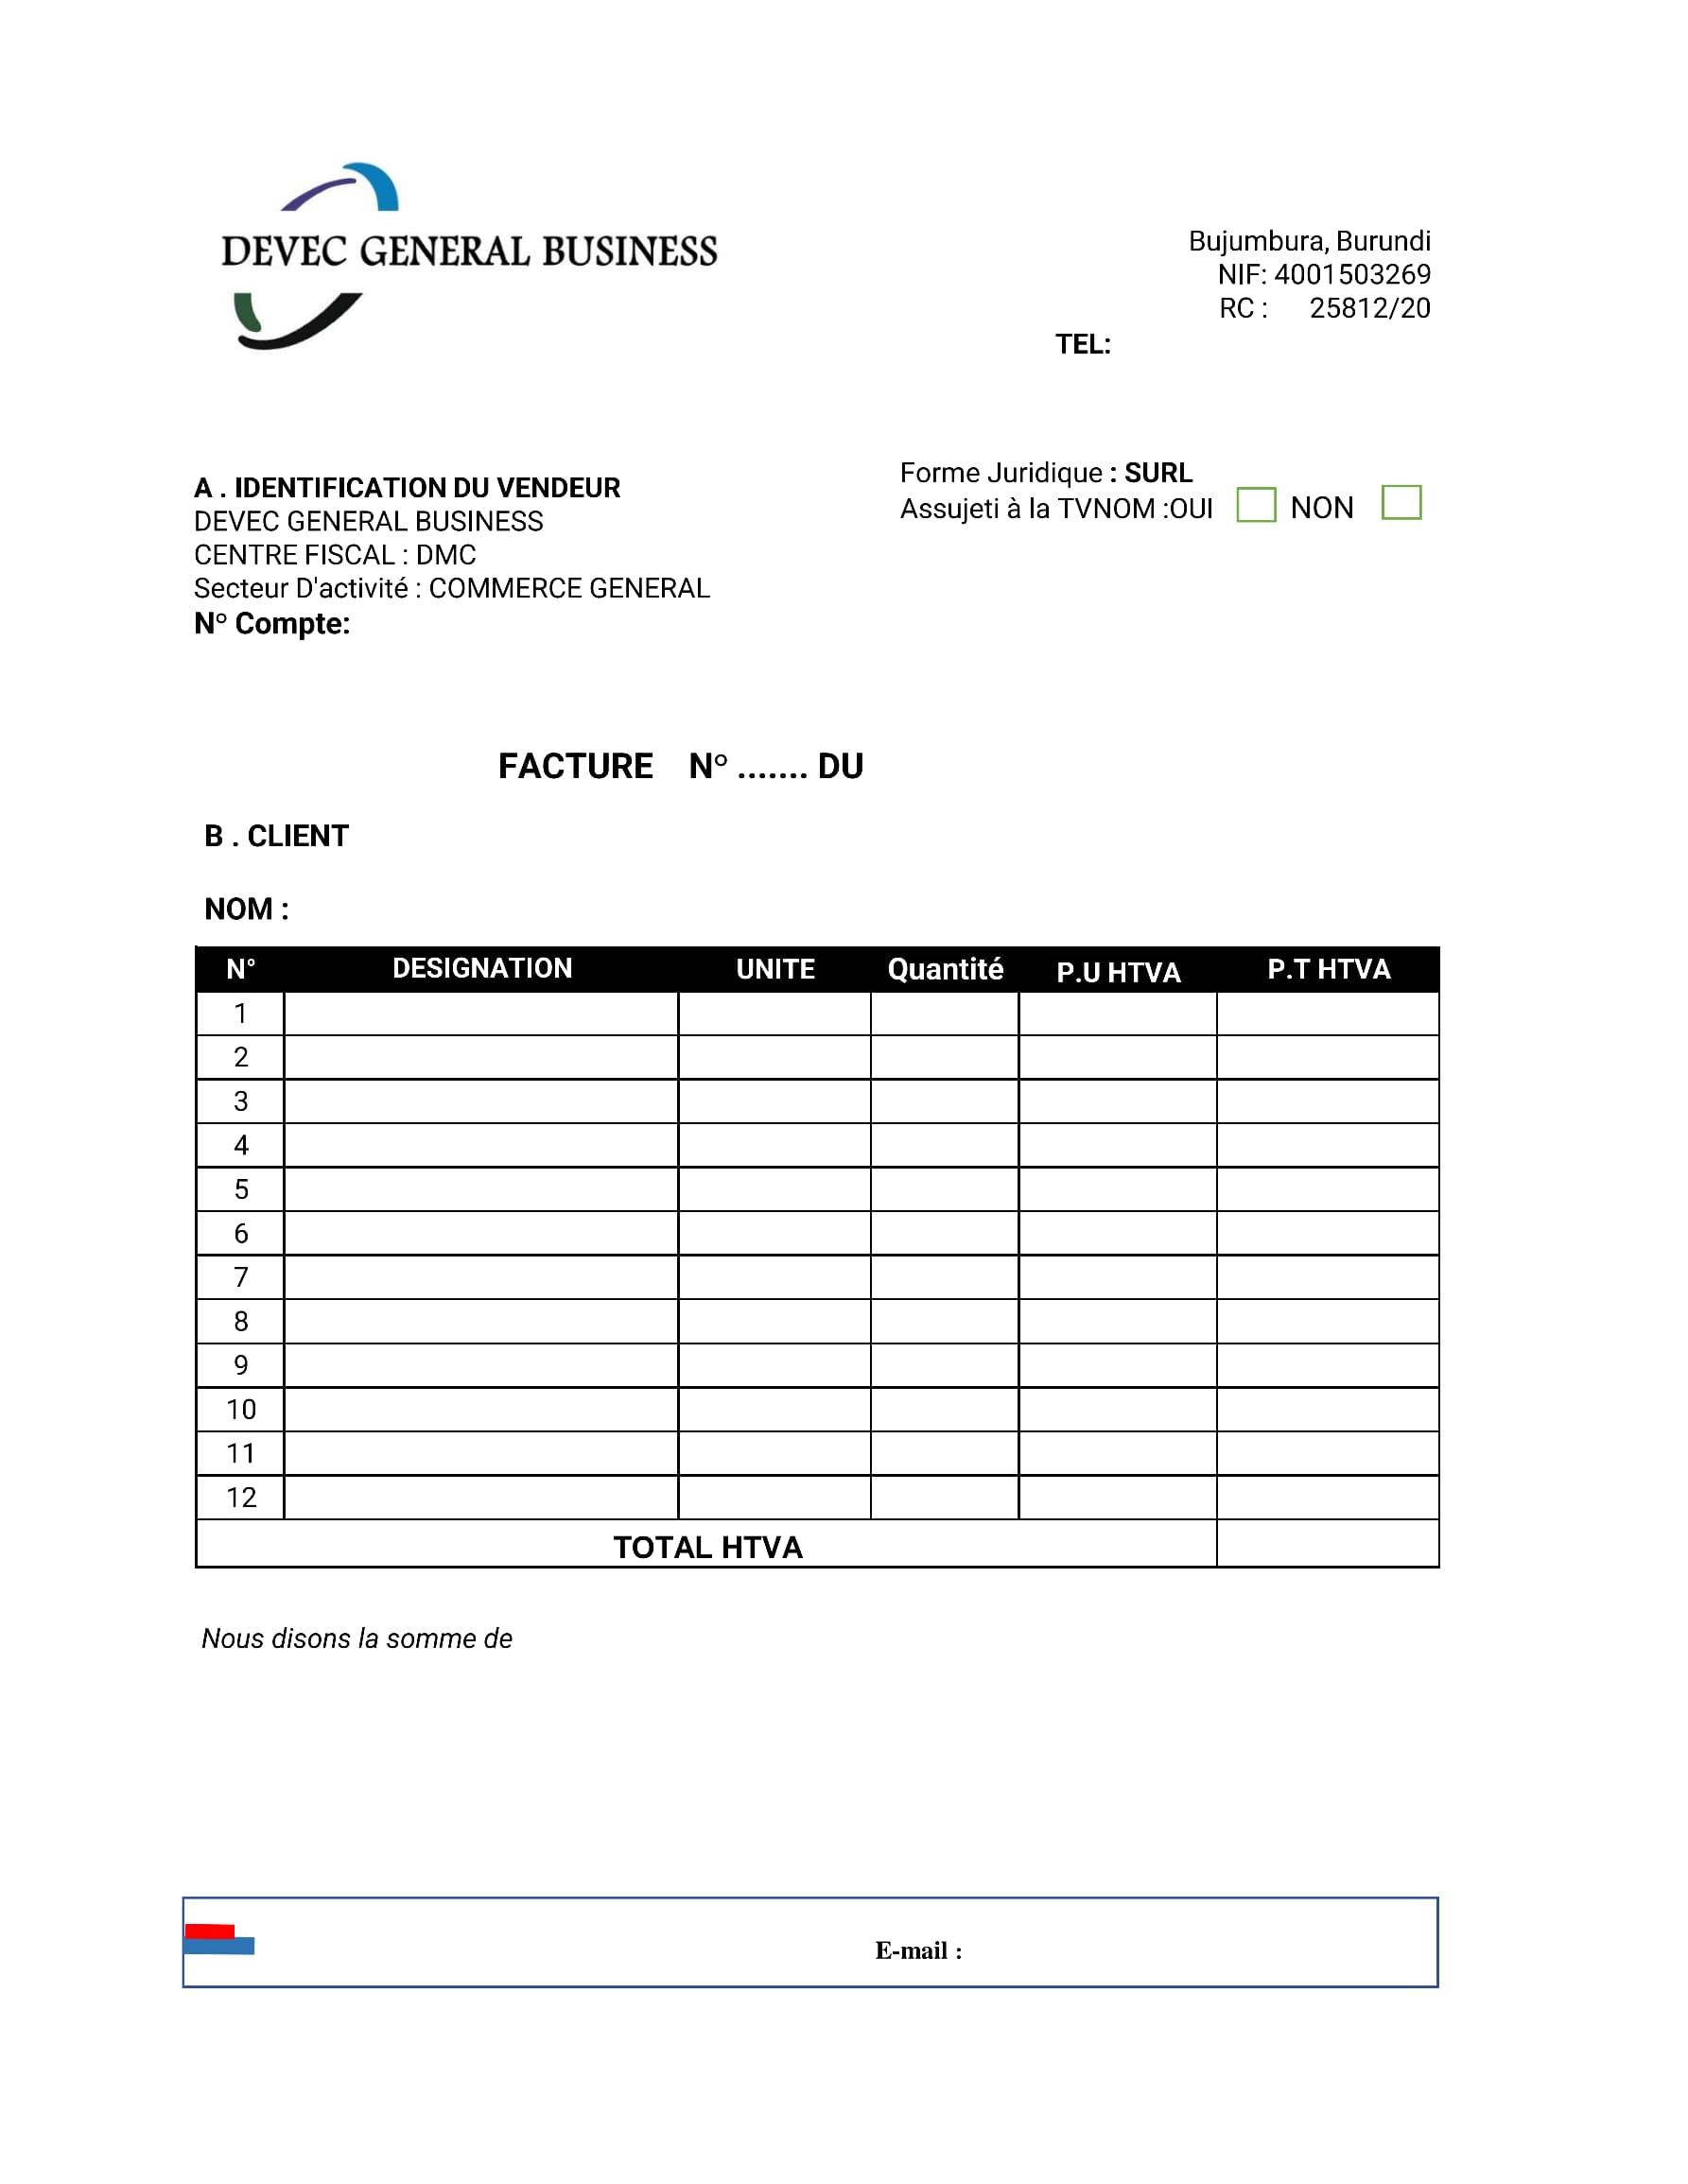 DEVEC GENERAL BUSINESS
Bujumbura, Burundi
NIF: 4001503269
RC : 25812/20
TEL:
A . IDENTIFICATION DU VENDEUR
DEVEC GENERAL BUSINESS
CENTRE FISCAL : DMC
Secteur D'activité : COMMERCE GENERAL
N° Compte:
Forme Juridique : SURL
Assujeti à la TVNOM :OUI NON
FACTURE N° ....... DU
B . CLIENT
NOM :
N° DESIGNATION UNITE Quantité P.U HTVA P.T HTVA
1
2
3
4
5
6
7
8
9
10
11
12
TOTAL HTVA
Nous disons la somme de
E-mail :